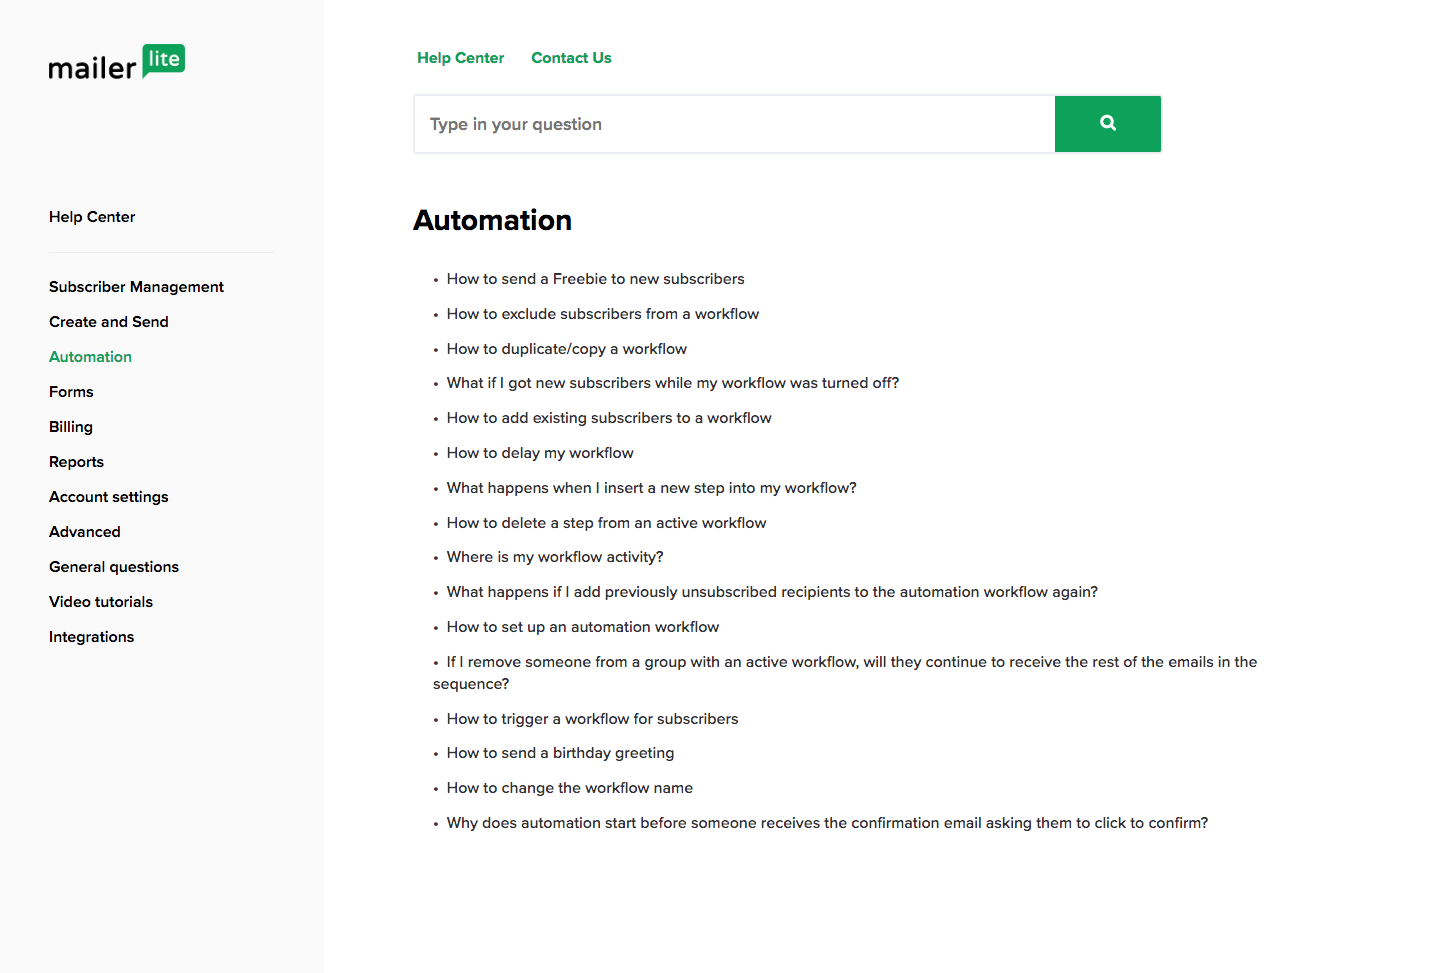 mailer lite
Help Center
Subscriber Management
Create and Send
Automation
Forms
Billing
Reports
Account settings
Advanced
General questions
Video tutorials
Integrations
Help Center Contact Us
Type in your question
Automation
• How to send a Freebie to new subscribers
• How to exclude subscribers from a workflow
• How to duplicate/copy a workflow
• What if I got new subscribers while my workflow was turned off?
• How to add existing subscribers to a workflow
• How to delay my workflow
• What happens when I insert a new step into my workflow?
• How to delete a step from an active workflow
• Where is my workflow activity?
• What happens if I add previously unsubscribed recipients to the automation workflow again?
• How to set up an automation workflow
• If I remove someone from a group with an active workflow, will they continue to receive the rest of the emails in the
sequence?
• How to trigger a workflow for subscribers
• How to send a birthday greeting
• How to change the workflow name
• Why does automation start before someone receives the confirmation email asking them to click to confirm?